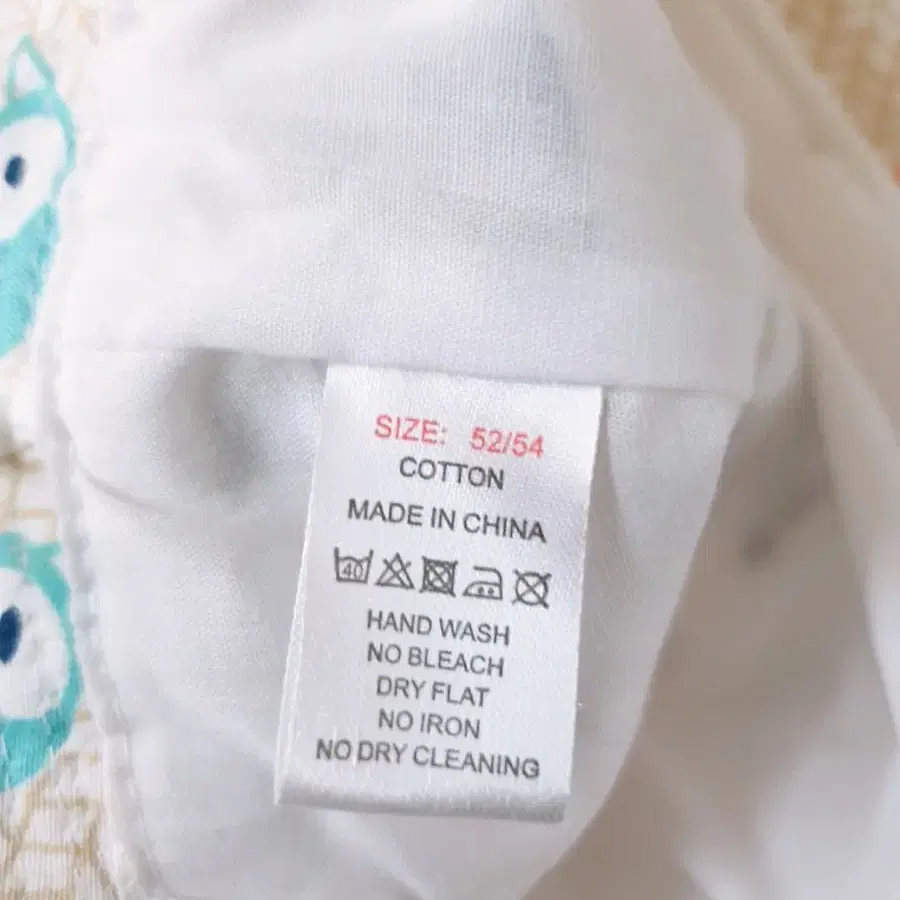 SIZE: 52/54
COTTON
MADE IN CHINA
40
HAND WASH
NO BLEACH
DRY FLAT
NO IRON
NO DRY CLEANING